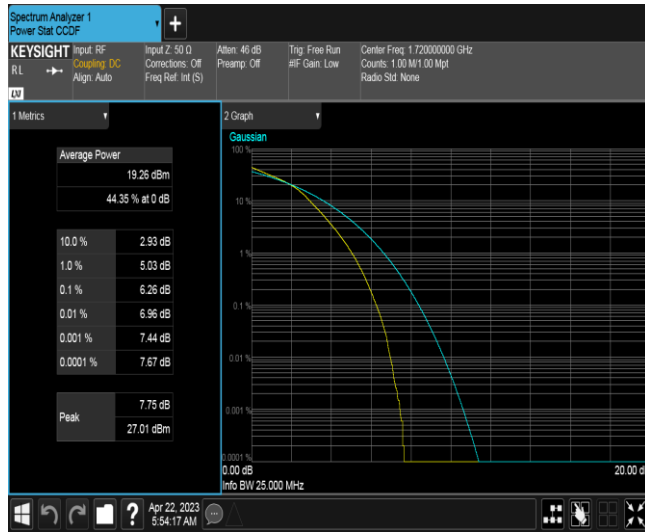 Spectrum Analyzer 1
Power Stat CCDF
+
KEYSIGHT
RL
LXI
Input: RF
Coupling: DC
Align: Auto
Input Z: 50 Ω
Corrections: Off
Freq Ref: Int (S)
Atten: 46 dB
Preamp: Off
Trig: Free Run
#IF Gain: Low
Center Freq: 1.720000000 GHz
Counts: 1.00 M/1.00 Mpt
Radio Std: None
1 Metrics
Average Power
19.26 dBm
44.35 % at 0 dB
10.0 % 2.93 dB
1.0 % 5.03 dB
0.1 % 6.26 dB
0.01 % 6.96 dB
0.001 % 7.44 dB
0.0001 % 7.67 dB
Peak
7.75 dB
27.01 dBm
2 Graph
Gaussian
100 %
10 %
1 %
0.1 %
0.01 %
0.001 %
0.0001 %
0.00 dB 20.00 d
Info BW 25.000 MHz
?
Apr 22, 2023
5:54:17 AM